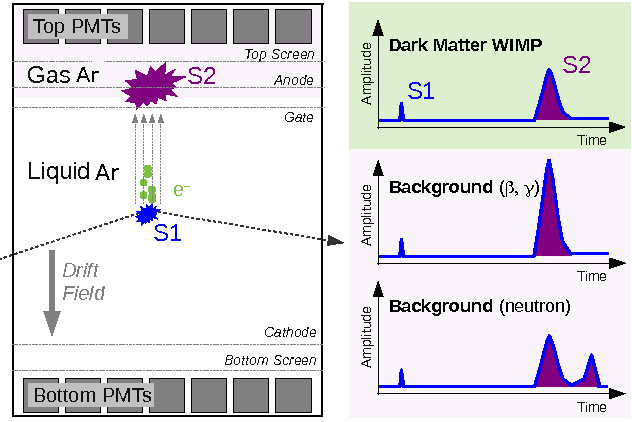 Top PMTs
Top Screen
Gas Ar
S2
Anode
Gate
Liquid Ar
e⁻
S1
Drift
Field
Cathode
Bottom Screen
Bottom PMTs
Dark Matter WIMP
Amplitude
S1
S2
Time
Background (β, γ)
Amplitude
Time
Background (neutron)
Amplitude
Time